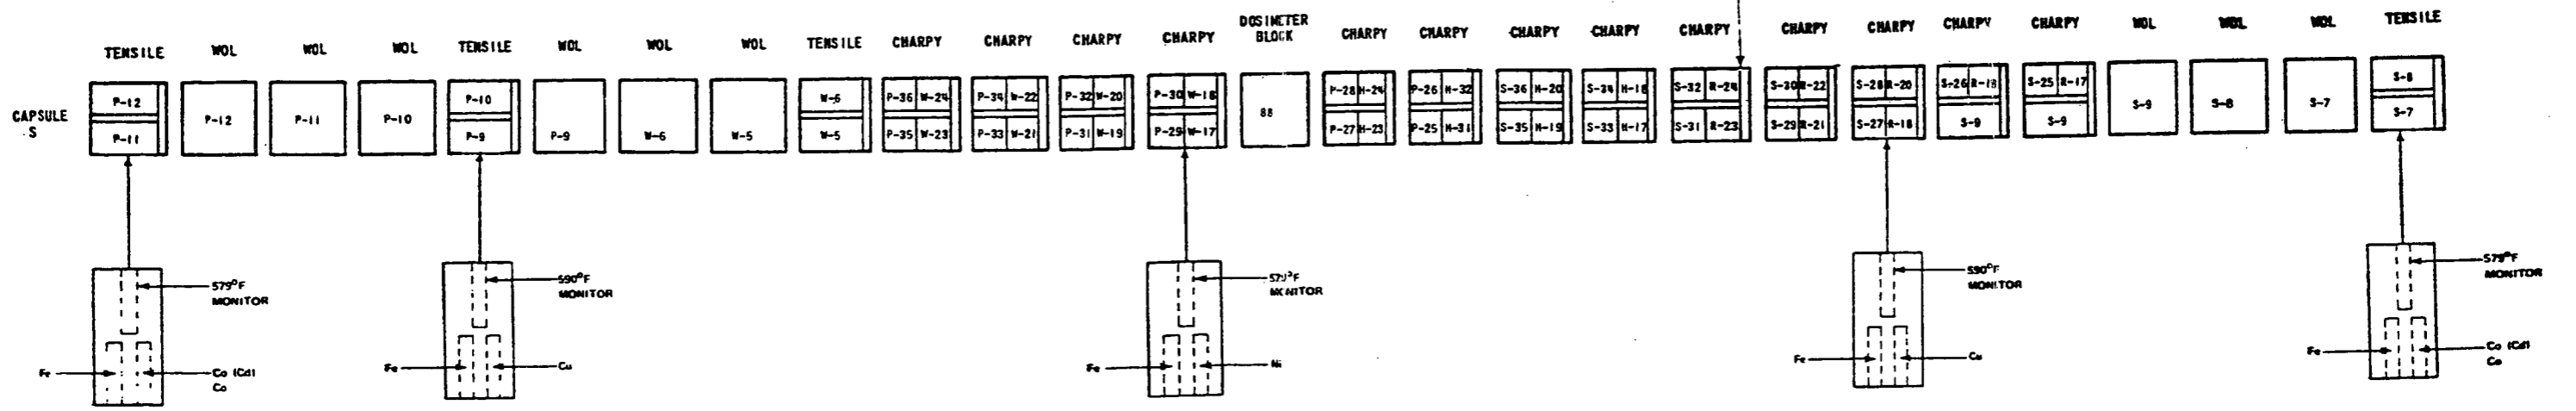 TENSILE WOL WOL WOL TENSILE WOL WOL WOL TENSILE CHARPY CHARPY CHARPY CHARPY DOSIMETER BLOCK CHARPY CHARPY CHARPY CHARPY CHARPY CHARPY CHARPY CHARPY CHARPY WOL WOL WOL TENSILE
CAPSULE S
P-12 P-10 W-6 P-36 W-24 P-34 W-22 P-32 W-20 P-30 W-18 P-28 H-24 P-26 H-32 S-36 H-20 S-34 H-18 S-32 R-24 S-30 R-22 S-28 R-20 S-26 R-19 S-25 R-17 S-8
P-12 P-11 P-10 P-9 W-6 W-5 88 S-9 S-8 S-7
P-11 P-9 W-5 P-35 W-23 P-33 W-21 P-31 W-19 P-29 W-17 P-27 H-23 P-25 H-31 S-35 H-19 S-33 H-17 S-31 R-23 S-29 R-21 S-27 R-18 S-9 S-9 S-7
579°F MONITOR
590°F MONITOR
MONITOR
590°F MONITOR
579°F MONITOR
Fe Co (Cd) Co
Fe Cu
Fe Ni
Fe Cu
Fe Co (Cd) Co